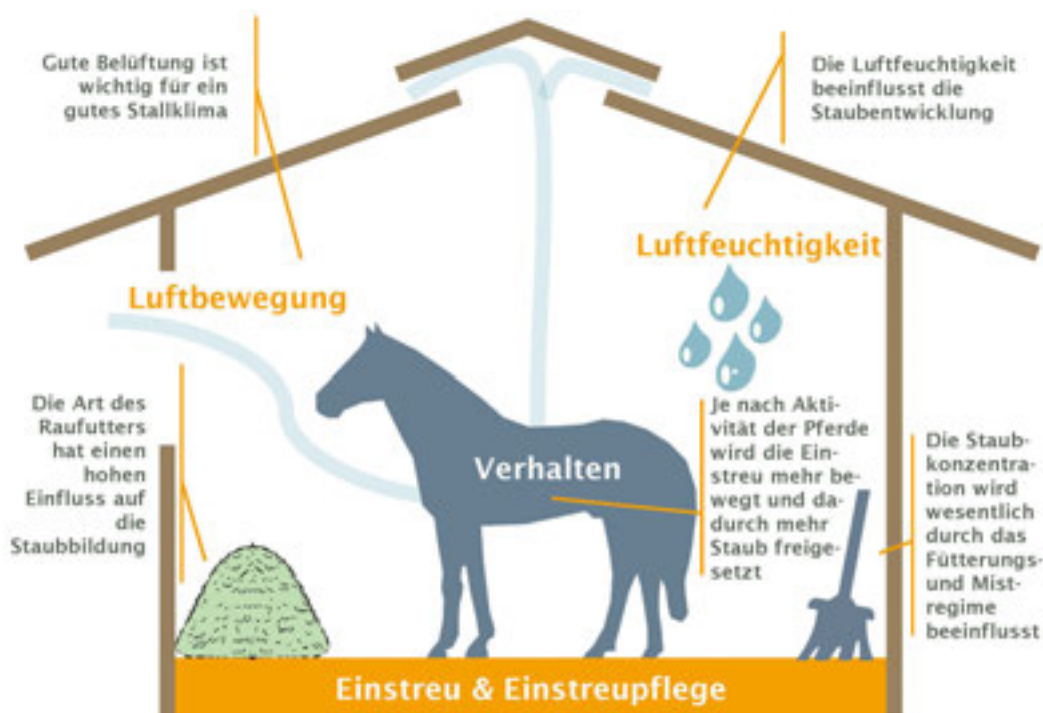 Gute Belüftung ist
wichtig für ein
gutes Stallklima
Die Luftfeuchtigkeit
beeinflusst die
Staubentwicklung
Luftfeuchtigkeit
Luftbewegung
Die Art des
Raufutters
hat einen
hohen
Einfluss auf
die
Staubbildung
Verhalten
Je nach Akti-
vität der Pferde
wird die Ein-
streu mehr be-
wegt und da-
durch mehr
Staub freige-
setzt
Die Staub-
konzentra-
tion wird
wesentlich
durch das
Fütterungs-
und Mist-
regime
beeinflusst
Einstreu & Einstreupflege